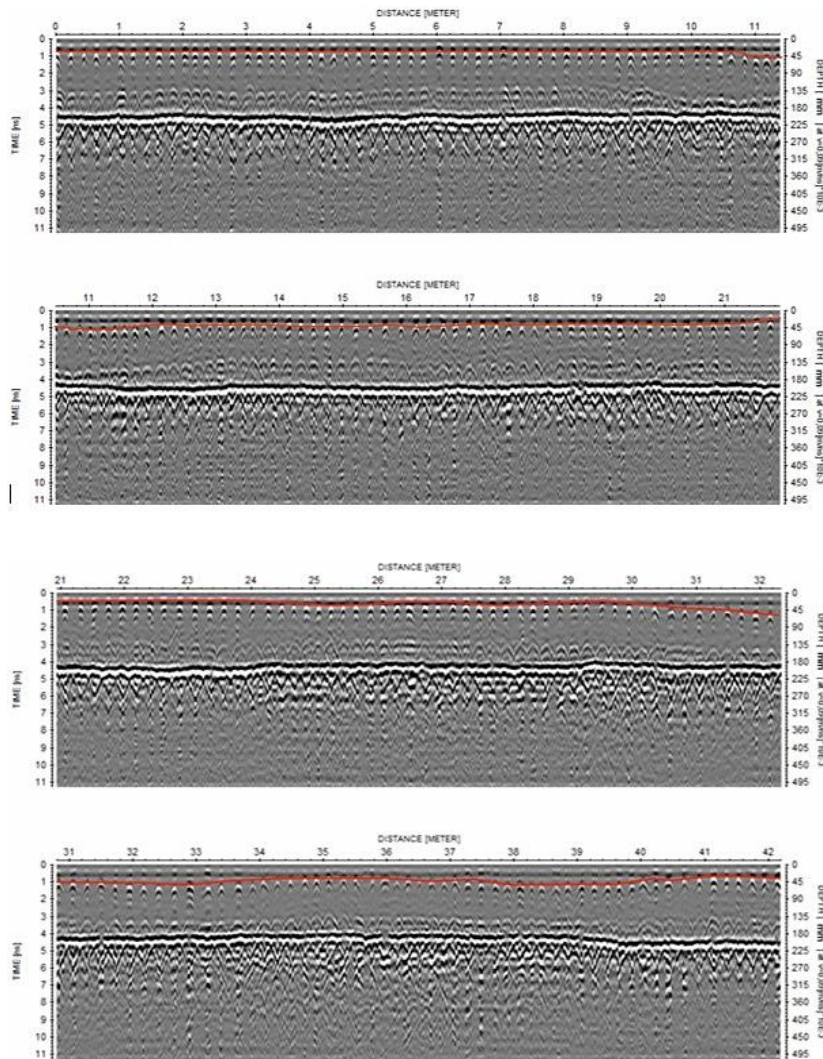 DISTANCE [METER]
0 1 2 3 4 5 6 7 8 9 10 11
TIME [ns]
0 1 2 3 4 5 6 7 8 9 10 11
0 45 90 135 180 225 270 315 360 405 450 495
DEPTH [mm]
DISTANCE [METER]
11 12 13 14 15 16 17 18 19 20 21
TIME [ns]
0 1 2 3 4 5 6 7 8 9 10 11
0 45 90 135 180 225 270 315 360 405 450 495
DEPTH [mm]
DISTANCE [METER]
21 22 23 24 25 26 27 28 29 30 31 32
TIME [ns]
0 1 2 3 4 5 6 7 8 9 10 11
0 45 90 135 180 225 270 315 360 405 450 495
DEPTH [mm]
DISTANCE [METER]
31 32 33 34 35 36 37 38 39 40 41 42
TIME [ns]
0 1 2 3 4 5 6 7 8 9 10 11
0 45 90 135 180 225 270 315 360 405 450 495
DEPTH [mm]